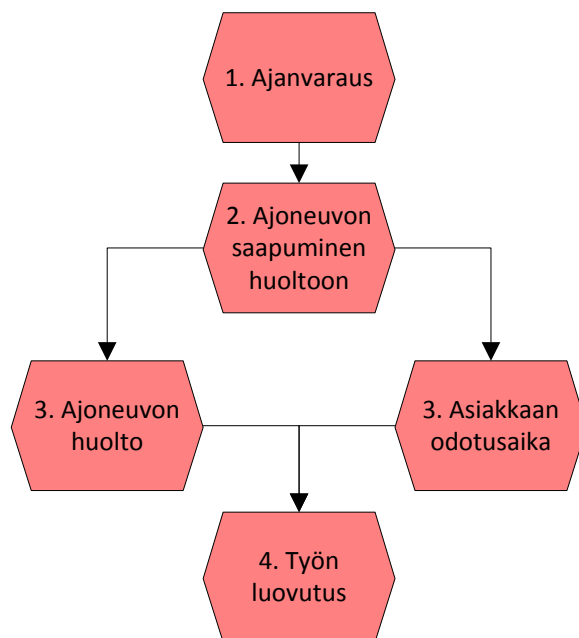 1. Ajanvaraus
2. Ajoneuvon
saapuminen
huoltoon
3. Ajoneuvon
huolto
3. Asiakkaan
odotusaika
4. Työn
luovutus